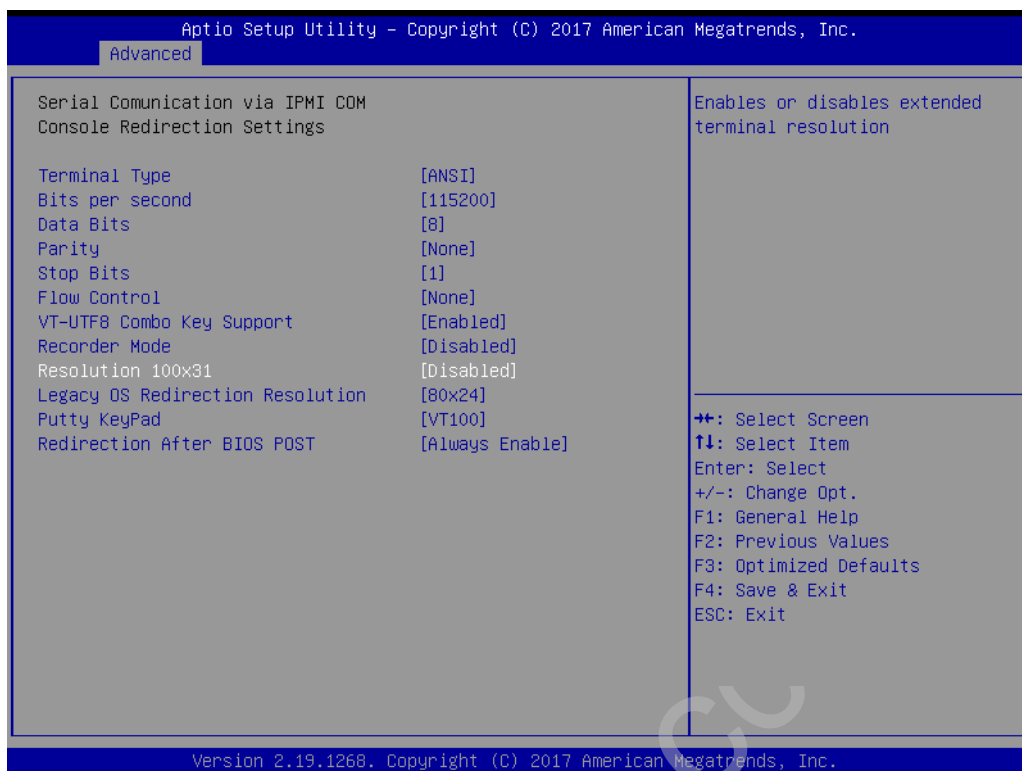 Aptio Setup Utility – Copyright (C) 2017 American Megatrends, Inc.
Advanced
Serial Comunication via IPMI COM
Console Redirection Settings
Terminal Type [ANSI]
Bits per second [115200]
Data Bits [8]
Parity [None]
Stop Bits [1]
Flow Control [None]
VT-UTF8 Combo Key Support [Enabled]
Recorder Mode [Disabled]
Resolution 100x31 [Disabled]
Legacy OS Redirection Resolution [80x24]
Putty KeyPad [VT100]
Redirection After BIOS POST [Always Enable]
Enables or disables extended
terminal resolution
→←: Select Screen
↑↓: Select Item
Enter: Select
+/-: Change Opt.
F1: General Help
F2: Previous Values
F3: Optimized Defaults
F4: Save & Exit
ESC: Exit
Version 2.19.1268. Copyright (C) 2017 American Megatrends, Inc.